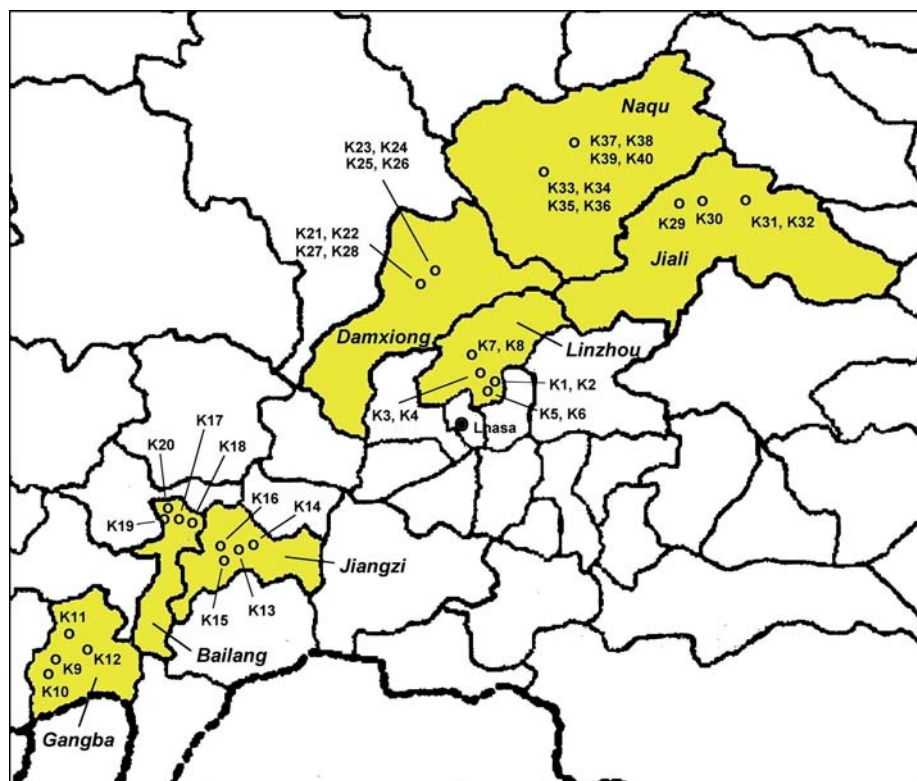 Naqu
K23, K24
K25, K26
K37, K38
K39, K40
K33, K34
K35, K36
K29
K30
K31, K32
K21, K22
K27, K28
Jiali
Damxiong
Linzhou
K7, K8
K1, K2
K3, K4
K5, K6
Lhasa
K17
K20
K18
K16
K14
K19
Jiangzi
K15
K13
K11
Bailang
K12
K9
K10
Gangba